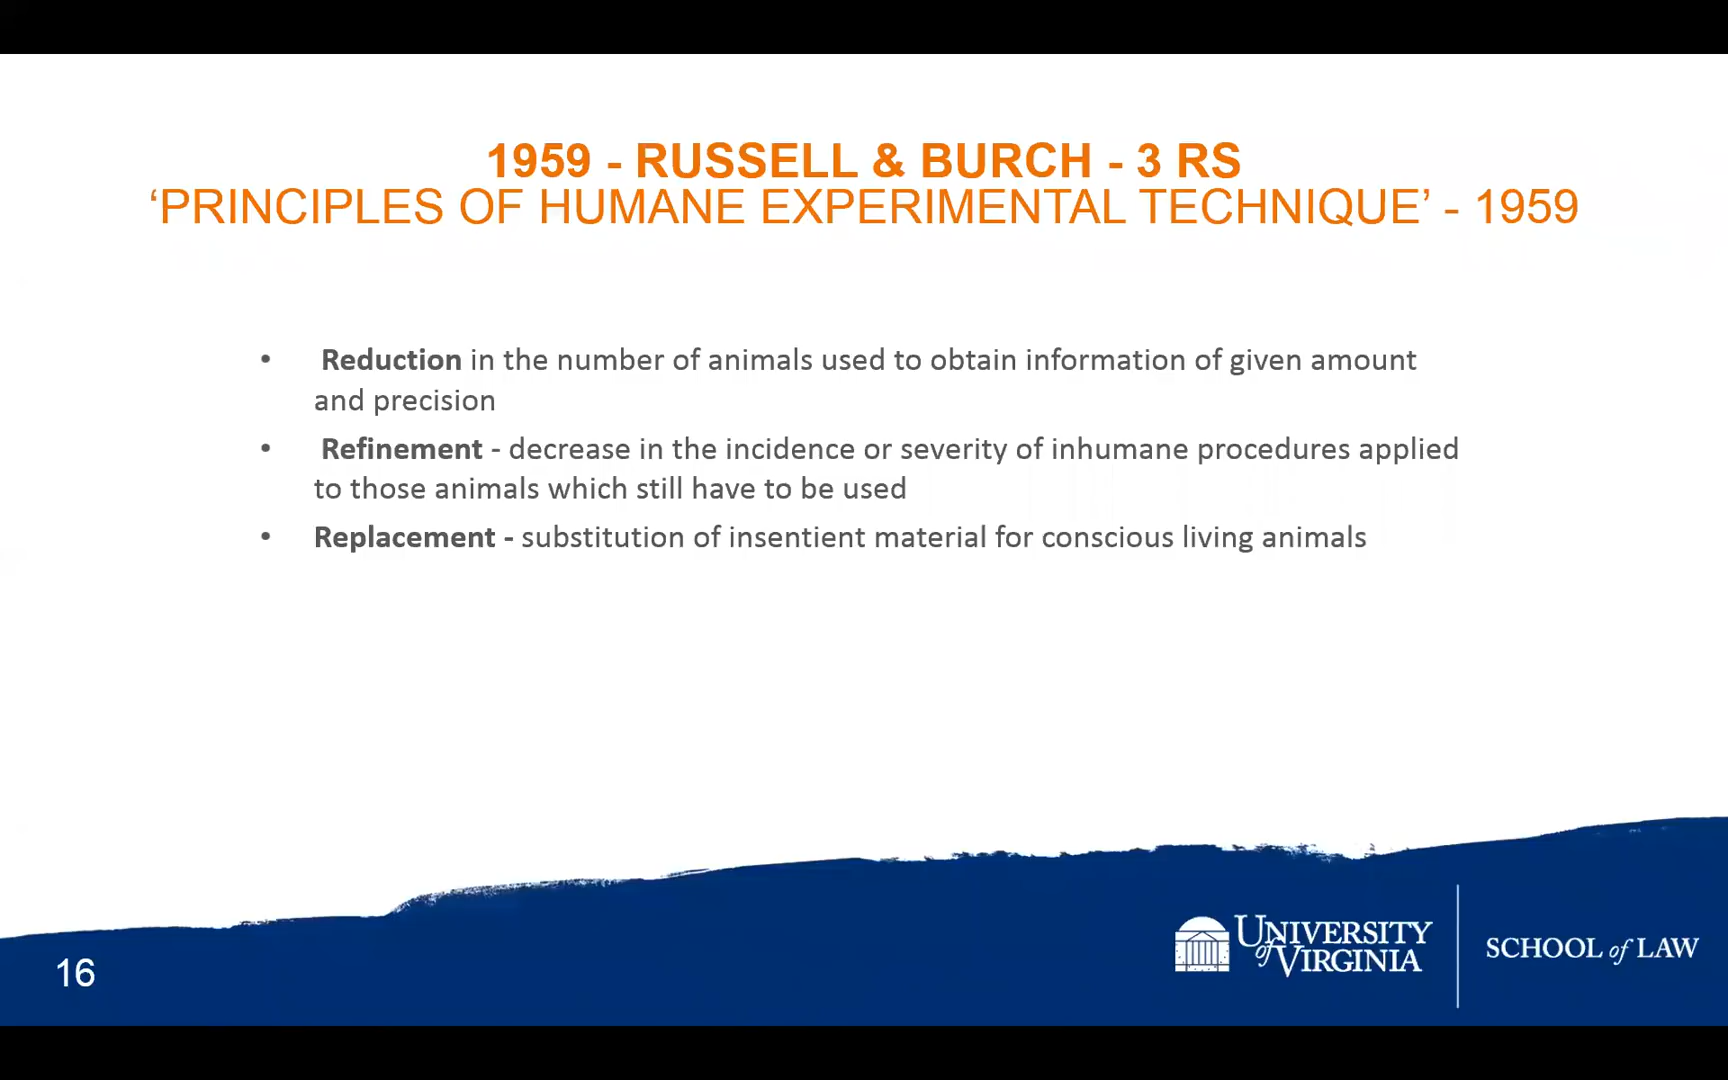 1959 - RUSSELL & BURCH - 3 RS
‘PRINCIPLES OF HUMANE EXPERIMENTAL TECHNIQUE’ - 1959
• Reduction in the number of animals used to obtain information of given amount
and precision
• Refinement - decrease in the incidence or severity of inhumane procedures applied
to those animals which still have to be used
• Replacement - substitution of insentient material for conscious living animals
16
UNIVERSITY
of VIRGINIA
SCHOOL of LAW